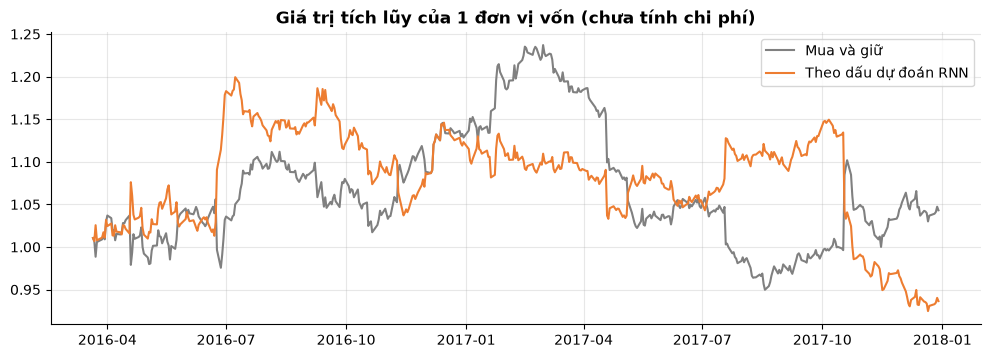 Giá trị tích lũy của 1 đơn vị vốn (chưa tính chi phí)
Mua và giữ
Theo dấu dự đoán RNN
1.25
1.20
1.15
1.10
1.05
1.00
0.95
2016-04 2016-07 2016-10 2017-01 2017-04 2017-07 2017-10 2018-01